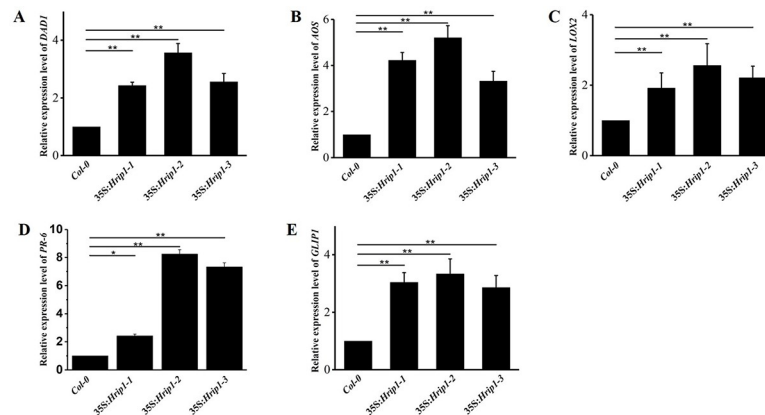 A
Relative expression level of DAD1
4
2
0
**
**
**
Col-0
35S:Hrip1-1
35S:Hrip1-2
35S:Hrip1-3
B
Relative expression level of AOS
6
4
2
0
**
**
**
Col-0
35S:Hrip1-1
35S:Hrip1-2
35S:Hrip1-3
C
Relative expression level of LOX2
4
2
0
**
**
**
Col-0
35S:Hrip1-1
35S:Hrip1-2
35S:Hrip1-3
D
Relative expression level of PR-6
10
8
6
4
2
0
**
**
*
Col-0
35S:Hrip1-1
35S:Hrip1-2
35S:Hrip1-3
E
Relative expression level of GLIP1
4
2
0
**
**
**
Col-0
35S:Hrip1-1
35S:Hrip1-2
35S:Hrip1-3